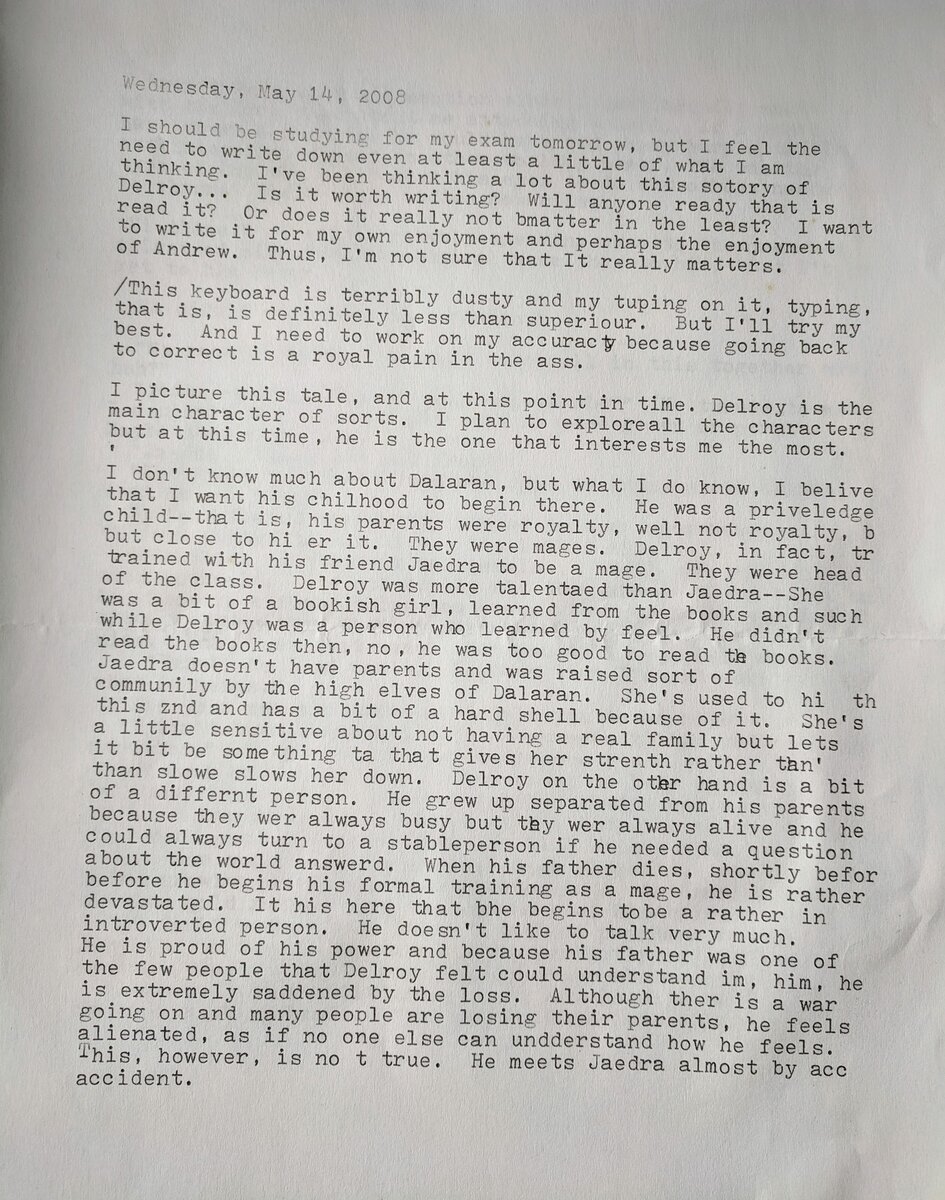 Wednesday, May 14, 2008
I should be studying for my exam tomorrow, but I feel the
need to write down even at least a little of what I am
thinking.  I've been thinking a lot about this sotory of
Delroy...  Is it worth writing?  Will anyone ready that is
read it?  Or does it really not bmatter in the least?  I want
to write it for my own enjoyment and perhaps the enjoyment
of Andrew.  Thus, I'm not sure that It really matters.
/This keyboard is terribly dusty and my tuping on it, typing,
that is, is definitely less than superiour.  But I'll try my
best.  And I need to work on my accuracy because going back
to correct is a royal pain in the ass.
I picture this tale, and at this point in time. Delroy is the
main character of sorts.  I plan to exploreall the characters
but at this time, he is the one that interests me the most.
'
I don't know much about Dalaran, but what I do know, I belive
that I want his chilhood to begin there.  He was a priveledge
child--that is, his parents were royalty, well not royalty, b
but close to hi er it.  They were mages.  Delroy, in fact, tr
trained with his friend Jaedra to be a mage.  They were head
of the class.  Delroy was more talentaed than Jaedra--She
was a bit of a bookish girl, learned from the books and such
while Delroy was a person who learned by feel.  He didn't
read the books then, no, he was too good to read the books.
Jaedra doesn't have parents and was raised sort of
communily by the high elves of Dalaran.  She's used to hi  th
this znd and has a bit of a hard shell because of it.  She's
a little sensitive about not having a real family but lets
it bit be something ta that gives her strenth rather than'
than slowe slows her down.  Delroy on the other hand is a bit
of a differnt person.  He grew up separated from his parents
because they wer always busy but they wer always alive and he
could always turn to a stableperson if he needed a question
about the world answerd.  When his father dies, shortly befor
before he begins his formal training as a mage, he is rather
devastated.  It his here that bhe begins tobe a rather in
introverted person.  He doesn't like to talk very much.
He is proud of his power and because his father was one of
the few people that Delroy felt could understand im, him, he
is extremely saddened by the loss.  Although ther is a war
going on and many people are losing their parents, he feels
alienated, as if no one else can undderstand how he feels.
This, however, is no t true.  He meets Jaedra almost by acc
accident.